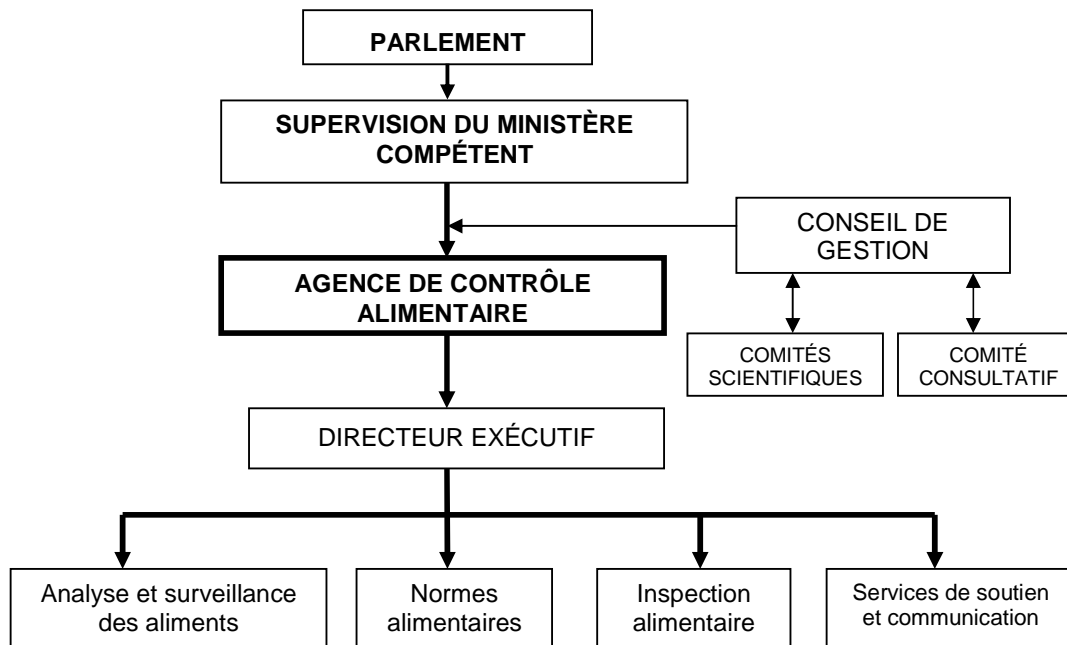 PARLEMENT
SUPERVISION DU MINISTÈRE
COMPÉTENT
CONSEIL DE
GESTION
AGENCE DE CONTRÔLE
ALIMENTAIRE
COMITÉS
SCIENTIFIQUES
COMITÉ
CONSULTATIF
DIRECTEUR EXÉCUTIF
Analyse et surveillance
des aliments
Normes
alimentaires
Inspection
alimentaire
Services de soutien
et communication